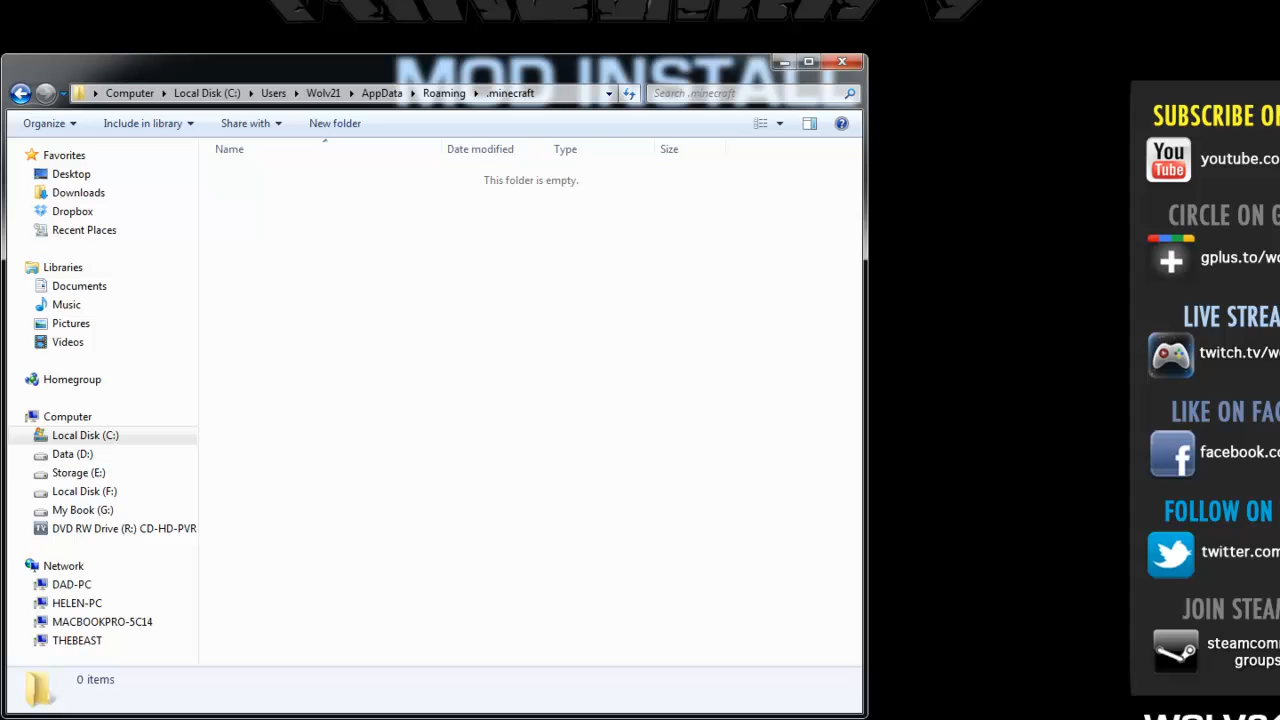 MOD INSTALL
Computer Local Disk (C:) Users Wolv21 AppData Roaming .minecraft Search .minecraft
Organize Include in library Share with New folder
Name Date modified Type Size
This folder is empty.
Favorites
Desktop
Downloads
Dropbox
Recent Places
Libraries
Documents
Music
Pictures
Videos
Homegroup
Computer
Local Disk (C:)
Data (D:)
Storage (E:)
Local Disk (F:)
My Book (G:)
DVD RW Drive (R:) CD-HD-PVR
Network
DAD-PC
HELEN-PC
MACBOOKPRO-5C14
THEBEAST
0 items
SUBSCRIBE ON
You
Tube
youtube.co
CIRCLE ON G
gplus.to/wo
LIVE STREA
twitch.tv/w
LIKE ON FAC
facebook.c
FOLLOW ON
twitter.com
JOIN STEA
steamcomm
groups